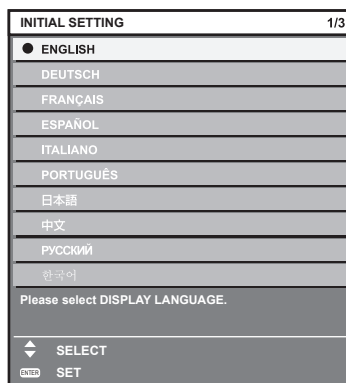 INITIAL SETTING 1/3
ENGLISH
DEUTSCH
FRANÇAIS
ESPAÑOL
ITALIANO
PORTUGUÊS
日本語
中文
РУССКИЙ
한국어
Please select DISPLAY LANGUAGE.
SELECT
ENTER SET